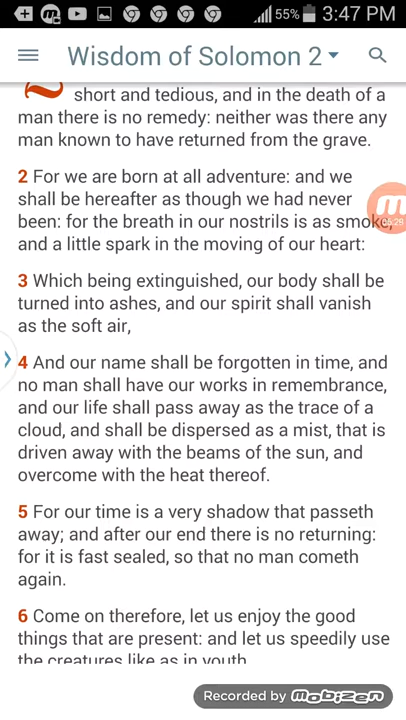 55% 3:47 PM
Wisdom of Solomon 2
short and tedious, and in the death of a
man there is no remedy: neither was there any
man known to have returned from the grave.
2 For we are born at all adventure: and we
shall be hereafter as though we had never
been: for the breath in our nostrils is as smoke,
05:29
and a little spark in the moving of our heart:
3 Which being extinguished, our body shall be
turned into ashes, and our spirit shall vanish
as the soft air,
4 And our name shall be forgotten in time, and
no man shall have our works in remembrance,
and our life shall pass away as the trace of a
cloud, and shall be dispersed as a mist, that is
driven away with the beams of the sun, and
overcome with the heat thereof.
5 For our time is a very shadow that passeth
away; and after our end there is no returning:
for it is fast sealed, so that no man cometh
again.
6 Come on therefore, let us enjoy the good
things that are present: and let us speedily use
the creatures like as in youth
Recorded by mobizen